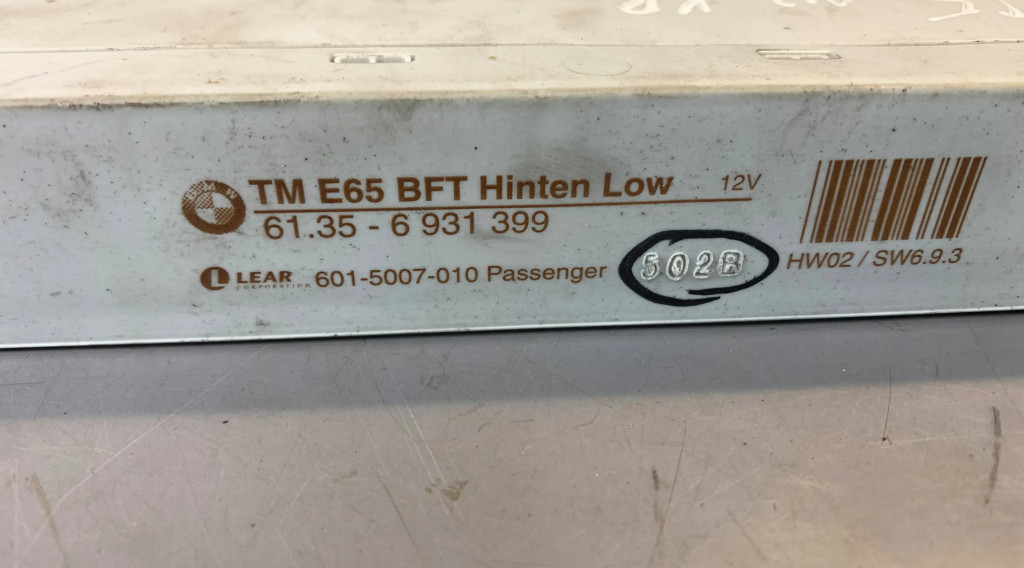 TM E65 BFT Hinten Low 12V
61.35 - 6 931 399
LEAR 601-5007-010 Passenger 502B HW02 / SW6.9.3
CORPORATION